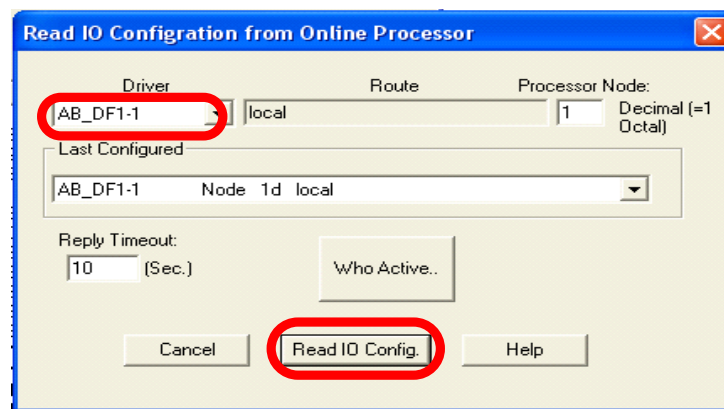 Read IO Configration from Online Processor
Driver Route Processor Node:
AB_DF1-1 local 1 Decimal (=1
Octal)
Last Configured
AB_DF1-1 Node 1d local
Reply Timeout:
10 (Sec.) Who Active..
Cancel Read IO Config. Help